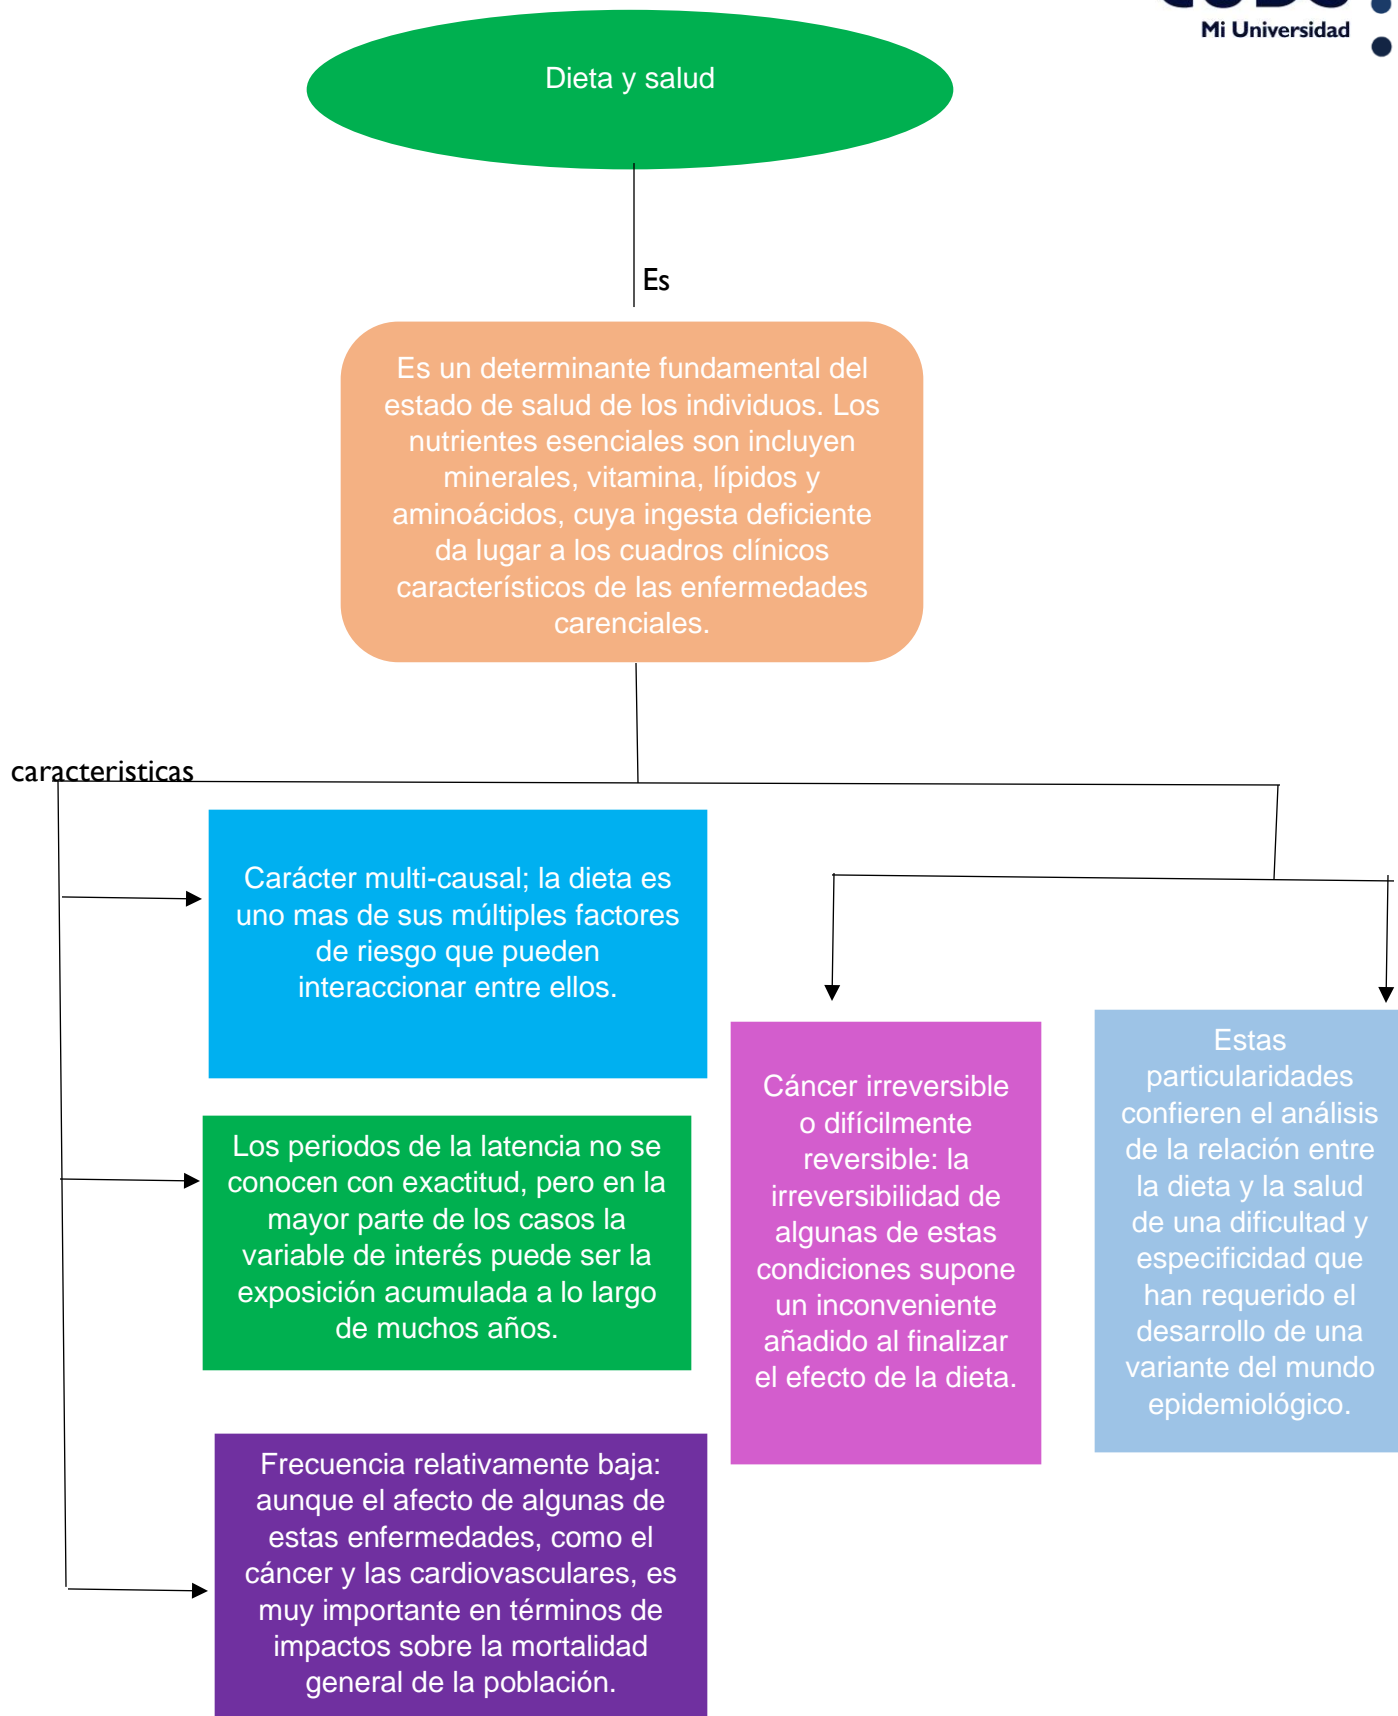 Mi Universidad
Dieta y salud
Es
Es un determinante fundamental del
estado de salud de los individuos. Los
nutrientes esenciales son incluyen
minerales, vitamina, lípidos y
aminoácidos, cuya ingesta deficiente
da lugar a los cuadros clínicos
característicos de las enfermedades
carenciales.
caracteristicas
Carácter multi-causal; la dieta es
uno mas de sus múltiples factores
de riesgo que pueden
interaccionar entre ellos.
Los periodos de la latencia no se
conocen con exactitud, pero en la
mayor parte de los casos la
variable de interés puede ser la
exposición acumulada a lo largo
de muchos años.
Frecuencia relativamente baja:
aunque el afecto de algunas de
estas enfermedades, como el
cáncer y las cardiovasculares, es
muy importante en términos de
impactos sobre la mortalidad
general de la población.
Cáncer irreversible
o difícilmente
reversible: la
irreversibilidad de
algunas de estas
condiciones supone
un inconveniente
añadido al finalizar
el efecto de la dieta.
Estas
particularidades
confieren el análisis
de la relación entre
la dieta y la salud
de una dificultad y
especificidad que
han requerido el
desarrollo de una
variante del mundo
epidemiológico.